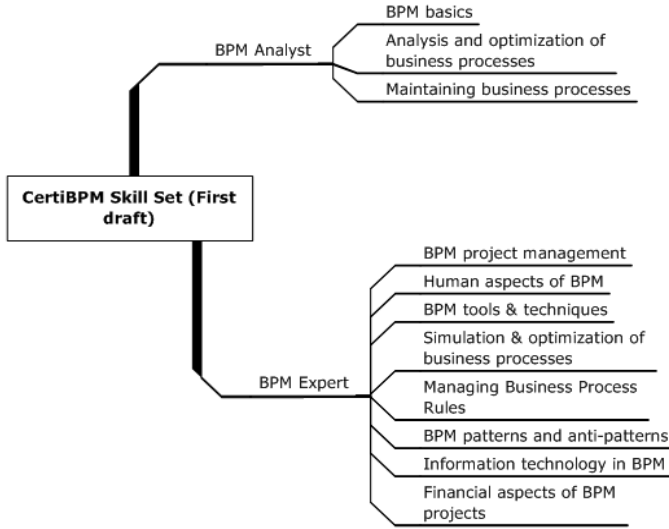 BPM basics
BPM Analyst
Analysis and optimization of
business processes
Maintaining business processes
CertiBPM Skill Set (First
draft)
BPM project management
Human aspects of BPM
BPM tools & techniques
Simulation & optimization of
business processes
BPM Expert
Managing Business Process
Rules
BPM patterns and anti-patterns
Information technology in BPM
Financial aspects of BPM
projects